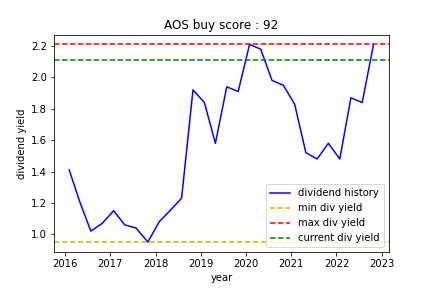 AOS buy score : 92
dividend yield
2.2
2.0
1.8
1.6
1.4
1.2
1.0
dividend history
min div yield
max div yield
current div yield
2016 2017 2018 2019 2020 2021 2022 2023
year